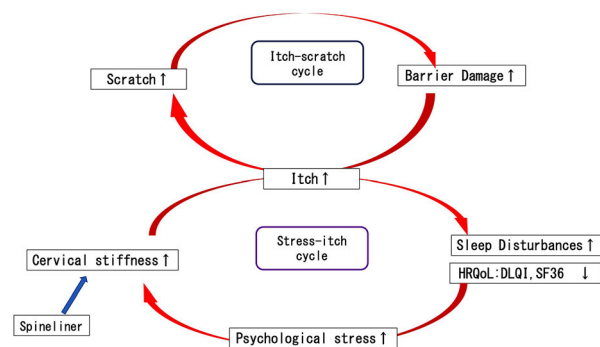 Itch-scratch
cycle
Scratch↑
Barrier Damage↑
Itch↑
Stress-itch
cycle
Sleep Disturbances↑
Cervical stiffness↑
HRQoL:DLQI,SF36 ↓
Spineliner
Psychological stress↑